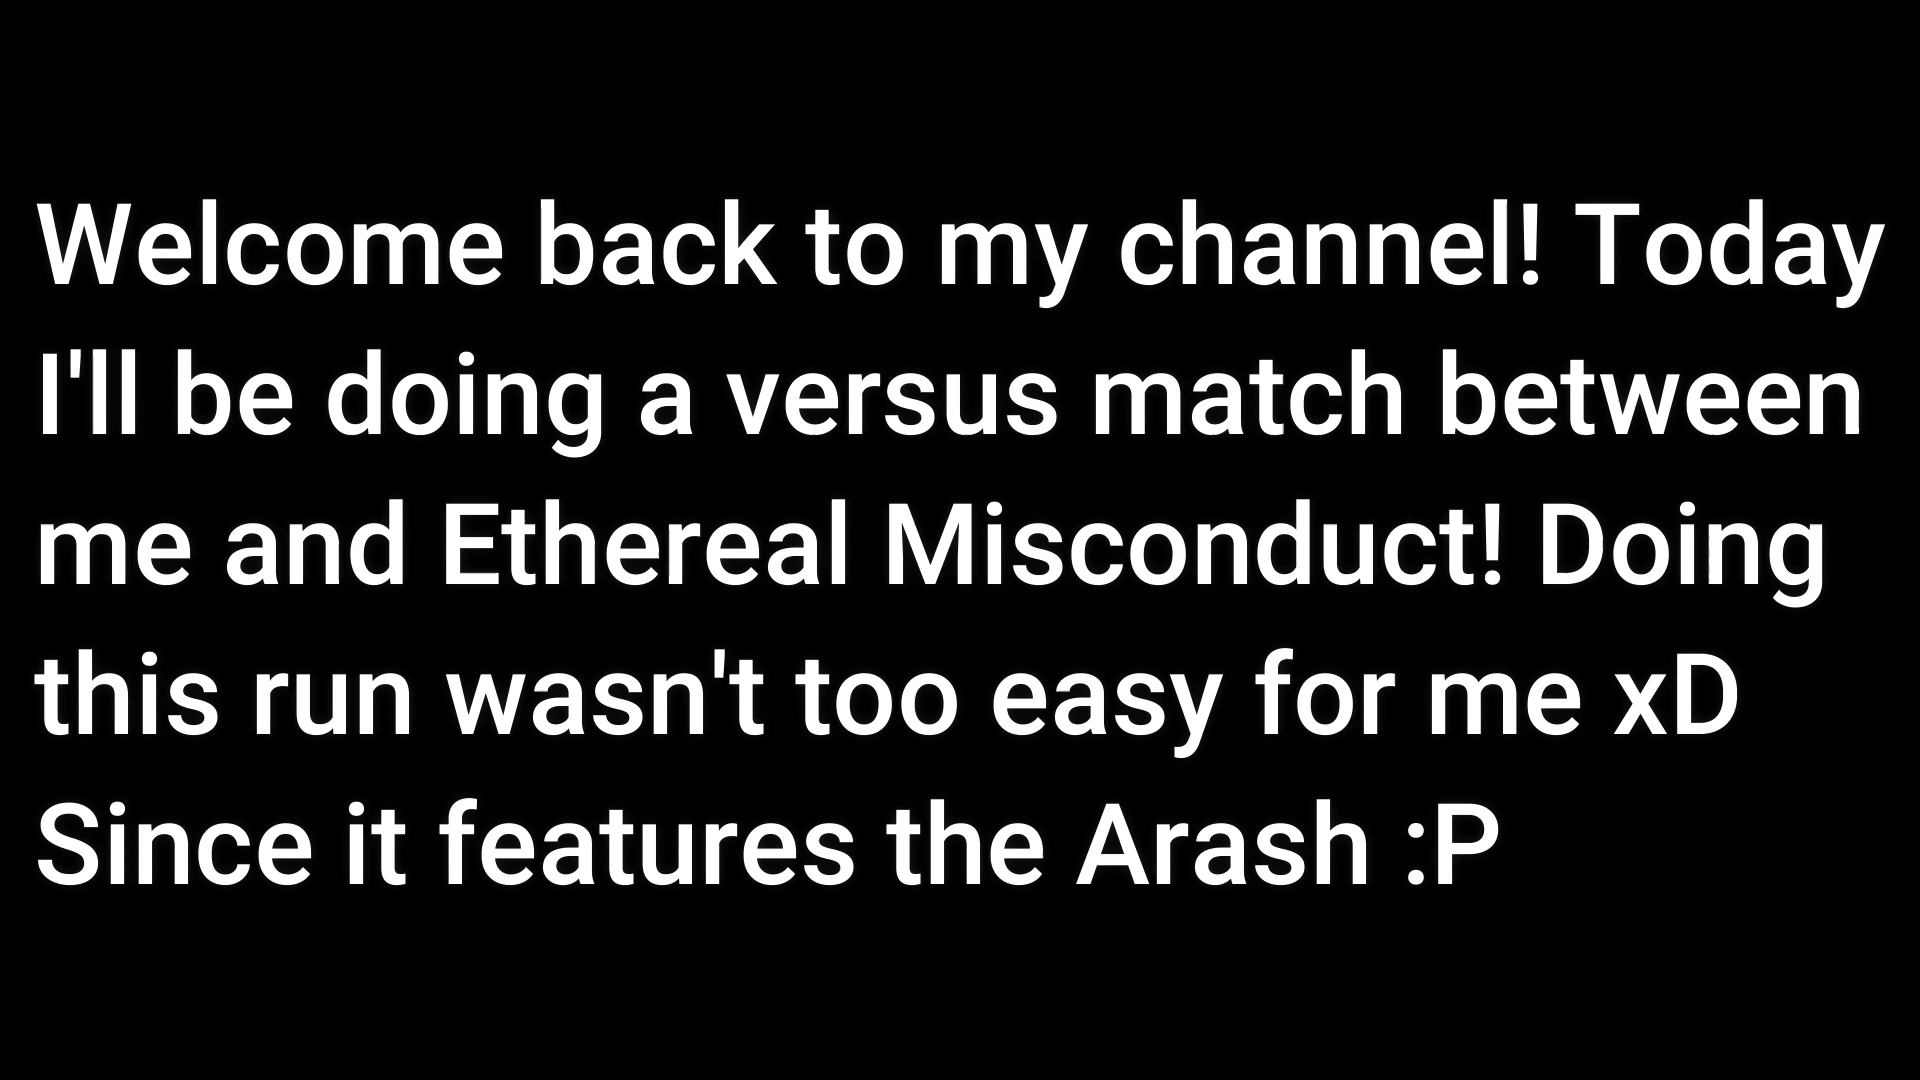 Welcome back to my channel! Today
I'll be doing a versus match between
me and Ethereal Misconduct! Doing
this run wasn't too easy for me xD
Since it features the Arash :P